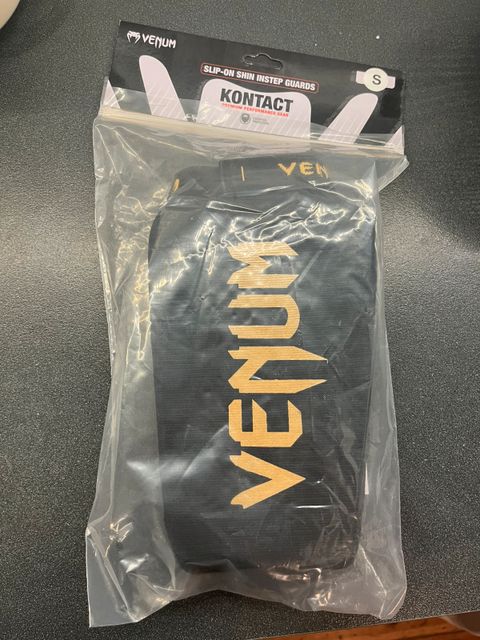 VENUM
SLIP-ON SHIN INSTEP GUARDS
S
KONTACT
PREMIUM PERFORMANCE GEAR
VEN
VENUM